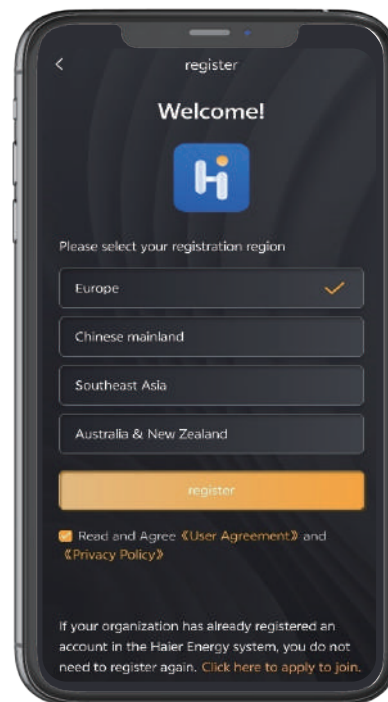 register
Welcome!
Please select your registration region
Europe
Chinese mainland
Southeast Asia
Australia & New Zealand
register
Read and Agree 《User Agreement》 and
《Privacy Policy》
If your organization has already registered an
account in the Haier Energy system, you do not
need to register again. Click here to apply to join.